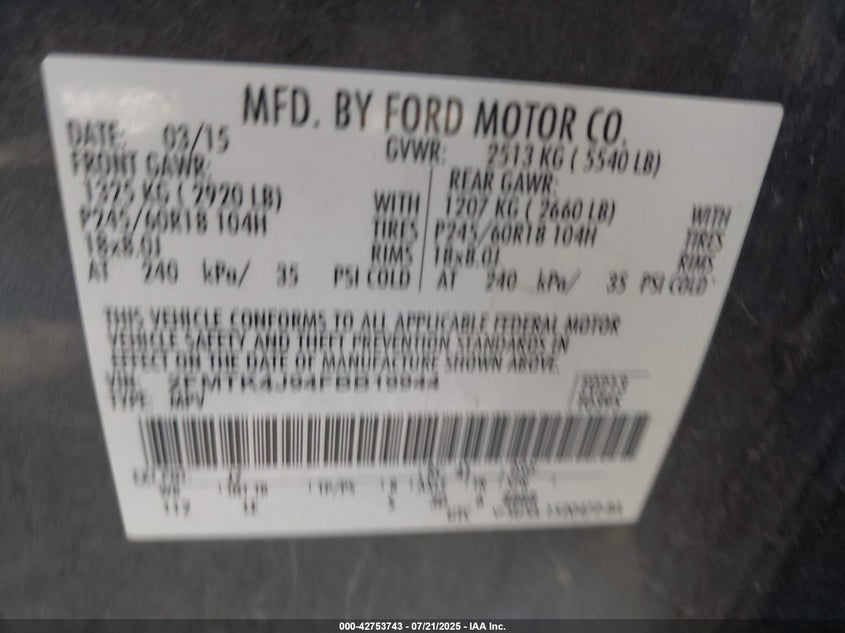 MFD. BY FORD MOTOR CO.
DATE: 03/15 GVWR: 2513 KG ( 5540 LB)
FRONT GAWR: REAR GAWR:
1325 KG ( 2920 LB) WITH 1207 KG ( 2660 LB) WITH
P245/60R18 104H TIRES P245/60R18 104H TIRES
18x8.0J RIMS 18x8.0J RIMS
AT 240 kPa/ 35 PSI COLD AT 240 kPa/ 35 PSI COLD
THIS VEHICLE CONFORMS TO ALL APPLICABLE FEDERAL MOTOR
VEHICLE SAFETY AND THEFT PREVENTION STANDARDS IN
EFFECT ON THE DATE OF MANUFACTURE SHOWN ABOVE.
VIN: 2FMTK4J94FBB19944
TYPE: MPV
WB
112
000-42753743 - 07/21/2025 - IAA Inc.